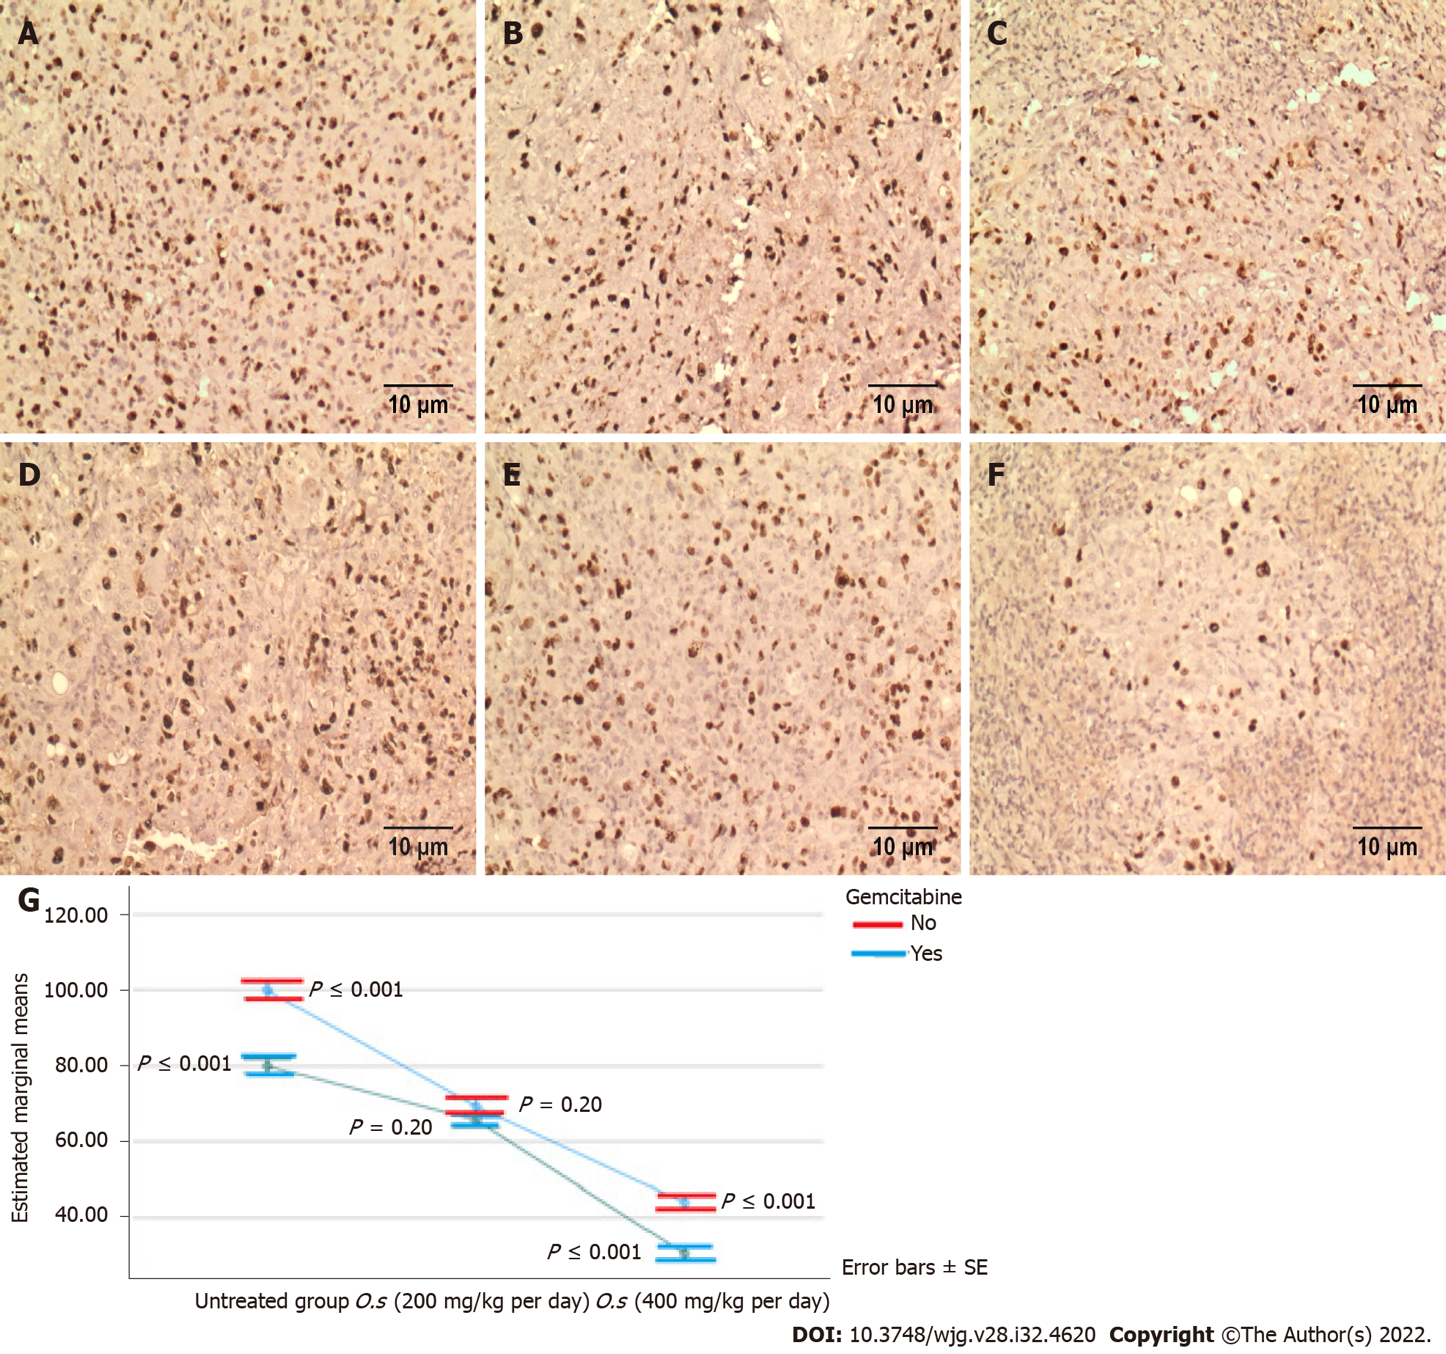 A
B
C
10 µm
10 µm
10 µm
D
E
F
10 µm
10 µm
10 µm
G
Gemcitabine
No
Yes
Estimated marginal means
120.00
100.00
80.00
60.00
40.00
P ≤ 0.001
P ≤ 0.001
P = 0.20
P = 0.20
P ≤ 0.001
P ≤ 0.001
Error bars ± SE
Untreated group O.s (200 mg/kg per day) O.s (400 mg/kg per day)
DOI: 10.3748/wjg.v28.i32.4620 Copyright ©The Author(s) 2022.